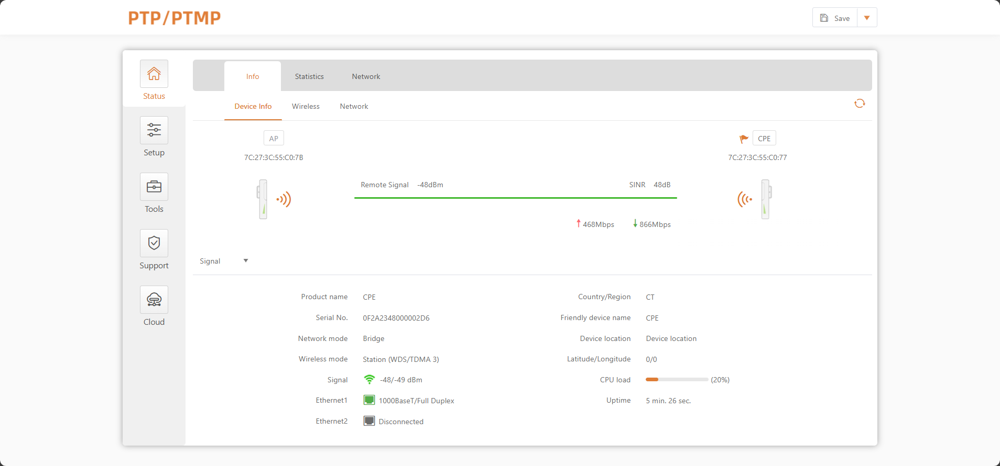 PTP/PTMP
Save
Status
Setup
Tools
Support
Cloud
Info Statistics Network
Device Info Wireless Network
AP CPE
7C:27:3C:55:C0:7B 7C:27:3C:55:C0:77
Remote Signal -48dBm SINR 48dB
468Mbps 866Mbps
Signal
Product name CPE Country/Region CT
Serial No. 0F2A2348000002D6 Friendly device name CPE
Network mode Bridge Device location Device location
Wireless mode Station (WDS/TDMA 3) Latitude/Longitude 0/0
Signal -48/-49 dBm CPU load (20%)
Ethernet1 1000BaseT/Full Duplex Uptime 5 min. 26 sec.
Ethernet2 Disconnected